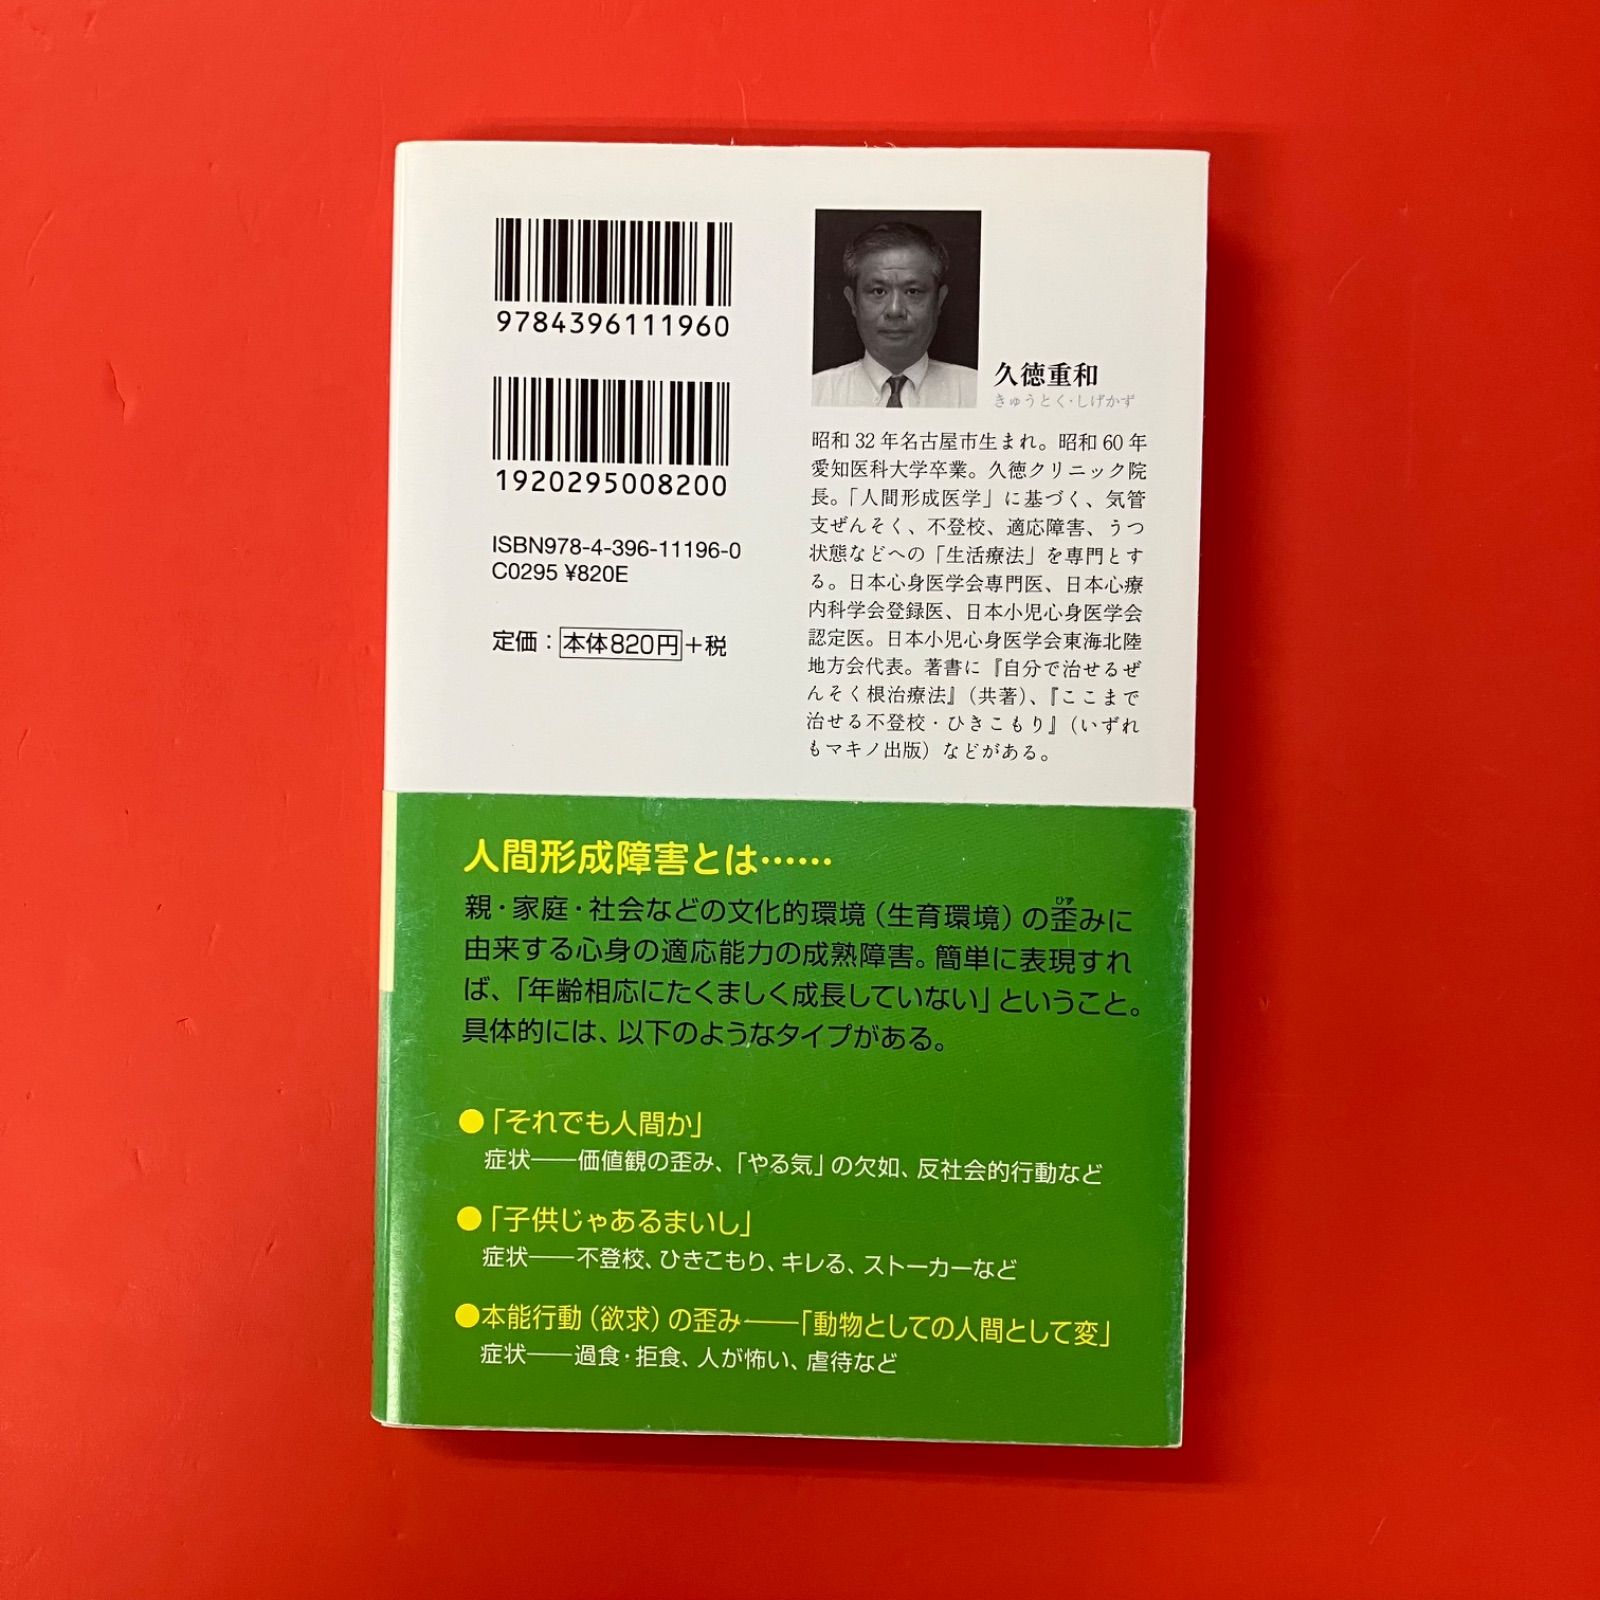 9784396111960
1920295008200
ISBN978-4-396-11196-0
C0295 ¥820E
定価：本体820円+税
久徳重和
きゅうとく・しげかず
昭和32年名古屋市生まれ。昭和60年
愛知医科大学卒業。久徳クリニック院
長。「人間形成医学」に基づく、気管
支ぜんそく、不登校、適応障害、うつ
状態などへの「生活療法」を専門とす
る。日本心身医学会専門医、日本心療
内科学会登録医、日本小児心身医学会
認定医。日本小児心身医学会東海北陸
地方会代表。著書に『自分で治せるぜ
んそく根治療法』（共著）、『ここまで
治せる不登校・ひきこもり』（いずれ
もマキノ出版）などがある。
人間形成障害とは……
親・家庭・社会などの文化的環境（生育環境）の歪みに
ひず
由来する心身の適応能力の成熟障害。簡単に表現すれ
ば、「年齢相応にたくましく成長していない」ということ。
具体的には、以下のようなタイプがある。
●「それでも人間か」
症状――価値観の歪み、「やる気」の欠如、反社会的行動など
●「子供じゃあるまいし」
症状――不登校、ひきこもり、キレる、ストーカーなど
●本能行動（欲求）の歪み――「動物としての人間として変」
症状――過食・拒食、人が怖い、虐待など